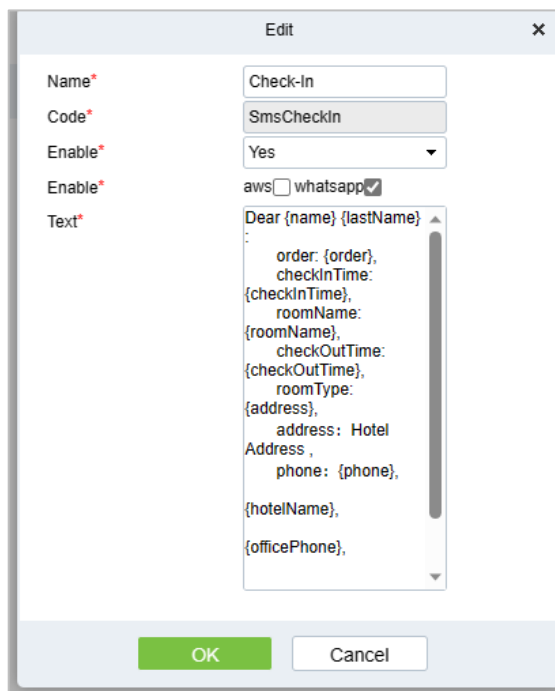 Edit ×
Name* Check-In
Code* SmsCheckIn
Enable* Yes
Enable* aws whatsapp
Text* Dear {name} {lastName}
:
order: {order},
checkInTime:
{checkInTime},
roomName:
{roomName},
checkOutTime:
{checkOutTime},
roomType:
{address},
address：Hotel
Address ,
phone：{phone},
{hotelName},
{officePhone},
OK Cancel